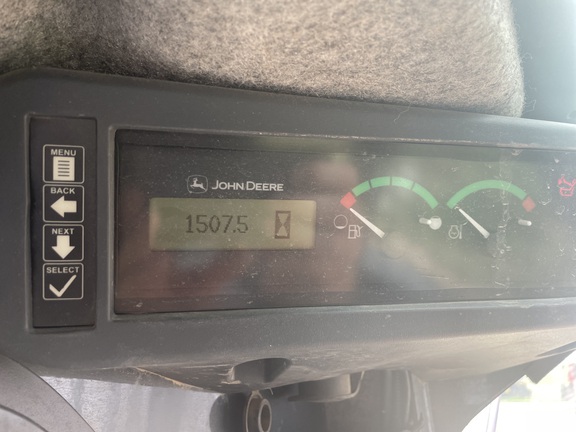 MENU
BACK
NEXT
SELECT
JOHN DEERE
1507.5